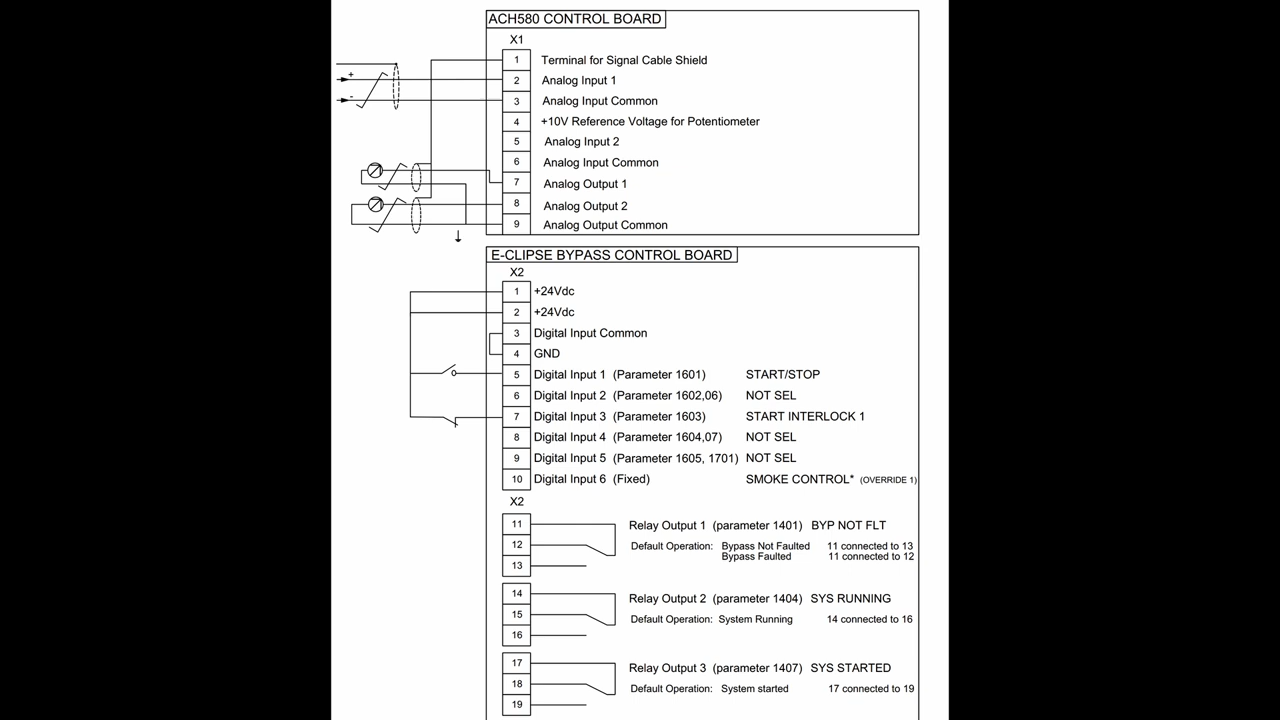 ACH580 CONTROL BOARD
X1
1 Terminal for Signal Cable Shield
+ 2 Analog Input 1
- 3 Analog Input Common
4 +10V Reference Voltage for Potentiometer
5 Analog Input 2
6 Analog Input Common
7 Analog Output 1
8 Analog Output 2
9 Analog Output Common
E-CLIPSE BYPASS CONTROL BOARD
X2
1 +24Vdc
2 +24Vdc
3 Digital Input Common
4 GND
5 Digital Input 1 (Parameter 1601) START/STOP
6 Digital Input 2 (Parameter 1602,06) NOT SEL
7 Digital Input 3 (Parameter 1603) START INTERLOCK 1
8 Digital Input 4 (Parameter 1604,07) NOT SEL
9 Digital Input 5 (Parameter 1605, 1701) NOT SEL
10 Digital Input 6 (Fixed) SMOKE CONTROL* (OVERRIDE 1)
X2
11 Relay Output 1 (parameter 1401) BYP NOT FLT
12 Default Operation: Bypass Not Faulted 11 connected to 13
Bypass Faulted 11 connected to 12
13
14 Relay Output 2 (parameter 1404) SYS RUNNING
15 Default Operation: System Running 14 connected to 16
16
17 Relay Output 3 (parameter 1407) SYS STARTED
18 Default Operation: System started 17 connected to 19
19